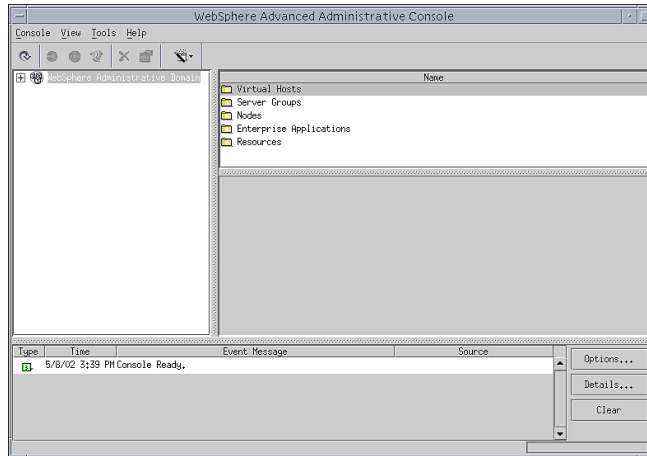 WebSphere Advanced Administrative Console
Console View Tools Help
WebSphere Administrative Domain
Name
Virtual Hosts
Server Groups
Nodes
Enterprise Applications
Resources
Type Time Event Message Source
5/8/02 3:39 PM Console Ready.
Options...
Details...
Clear